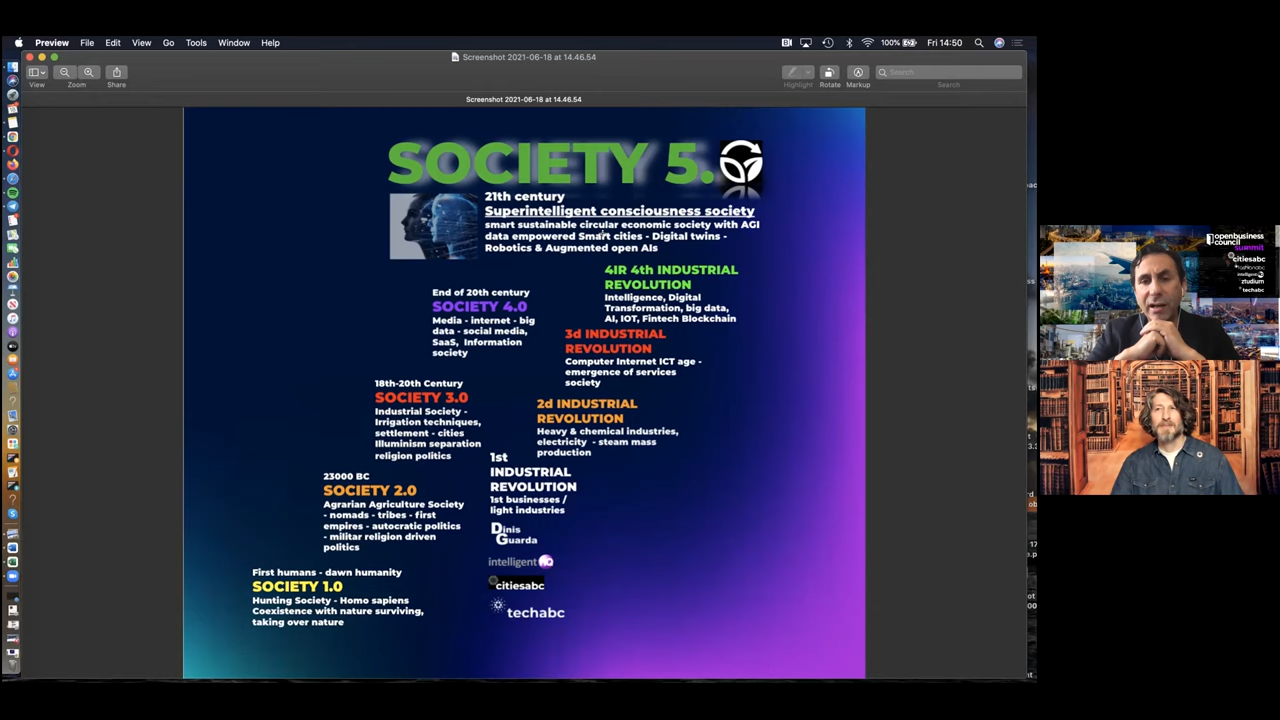 Preview File Edit View Go Tools Window Help
100% Fri 14:50
Screenshot 2021-06-18 at 14.46.54
View Zoom Share
Highlight Rotate Markup Search
Search
Screenshot 2021-06-18 at 14.46.54
SOCIETY 5.
21th century
Superintelligent consciousness society
smart sustainable circular economic society with AGI
data empowered Smart cities - Digital twins -
Robotics & Augmented open AIs
4IR 4th INDUSTRIAL
REVOLUTION
Intelligence, Digital
Transformation, big data,
AI, IOT, Fintech Blockchain
End of 20th century
SOCIETY 4.0
Media - internet - big
data - social media,
SaaS, Information
society
3d INDUSTRIAL
REVOLUTION
Computer Internet ICT age -
emergence of services
society
18th-20th Century
SOCIETY 3.0
Industrial Society -
Irrigation techniques,
settlement - cities
Illuminism separation
religion politics
2d INDUSTRIAL
REVOLUTION
Heavy & chemical industries,
electricity - steam mass
production
1st
INDUSTRIAL
REVOLUTION
1st businesses /
light industries
23000 BC
SOCIETY 2.0
Agrarian Agriculture Society
- nomads - tribes - first
empires - autocratic politics
- militar religion driven
politics
Dinis
Guarda
intelligent HQ
citiesabc
techabc
First humans - dawn humanity
SOCIETY 1.0
Hunting Society - Homo sapiens
Coexistence with nature surviving,
taking over nature
openbusiness
council
summit
citiesabc
fashionabc
intelligent HQ
ztudium
techabc